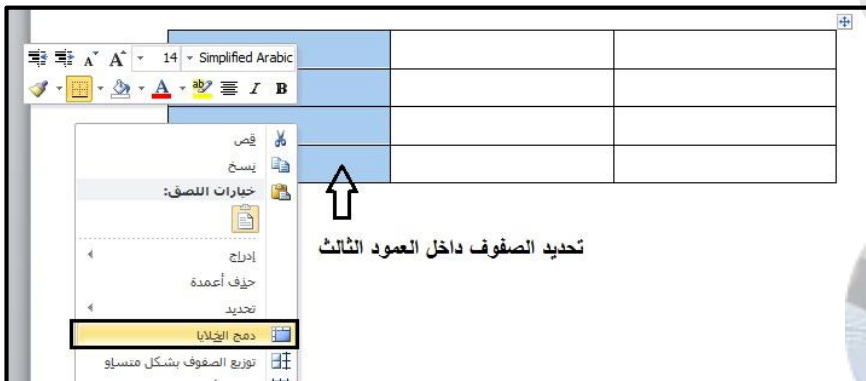 14 Simplified Arabic
A A
A ab I B
قص
نسخ
خيارات اللصق:
إدراج
حذف أعمدة
تحديد
دمج الخلايا
توزيع الصفوف بشكل متساو
تحديد الصفوف داخل العمود الثالث